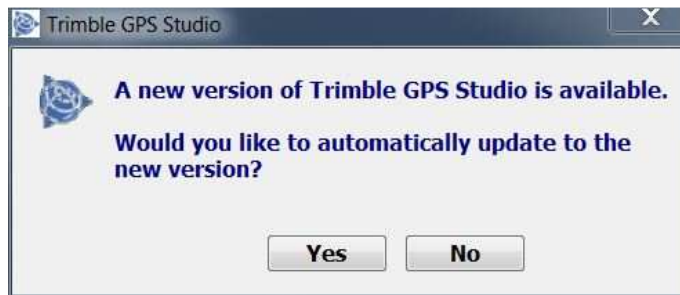 Trimble GPS Studio
X
A new version of Trimble GPS Studio is available.
Would you like to automatically update to the
new version?
Yes
No